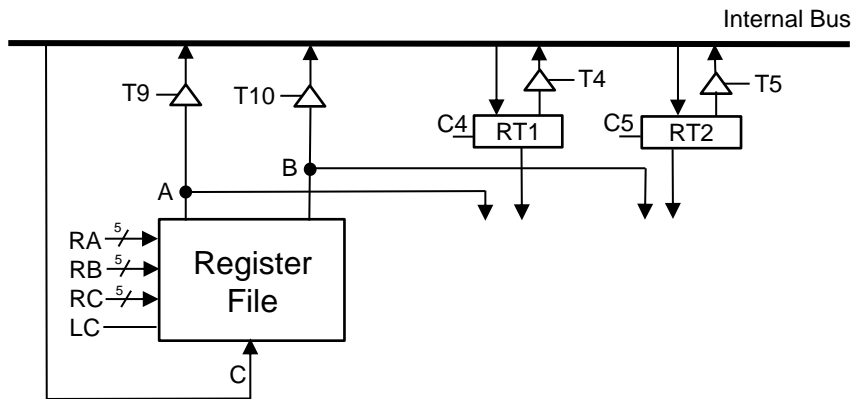 Internal Bus
T9
T10
T4
T5
C4
RT1
C5
RT2
B
A
RA 5
RB 5
RC 5
LC
Register
File
C